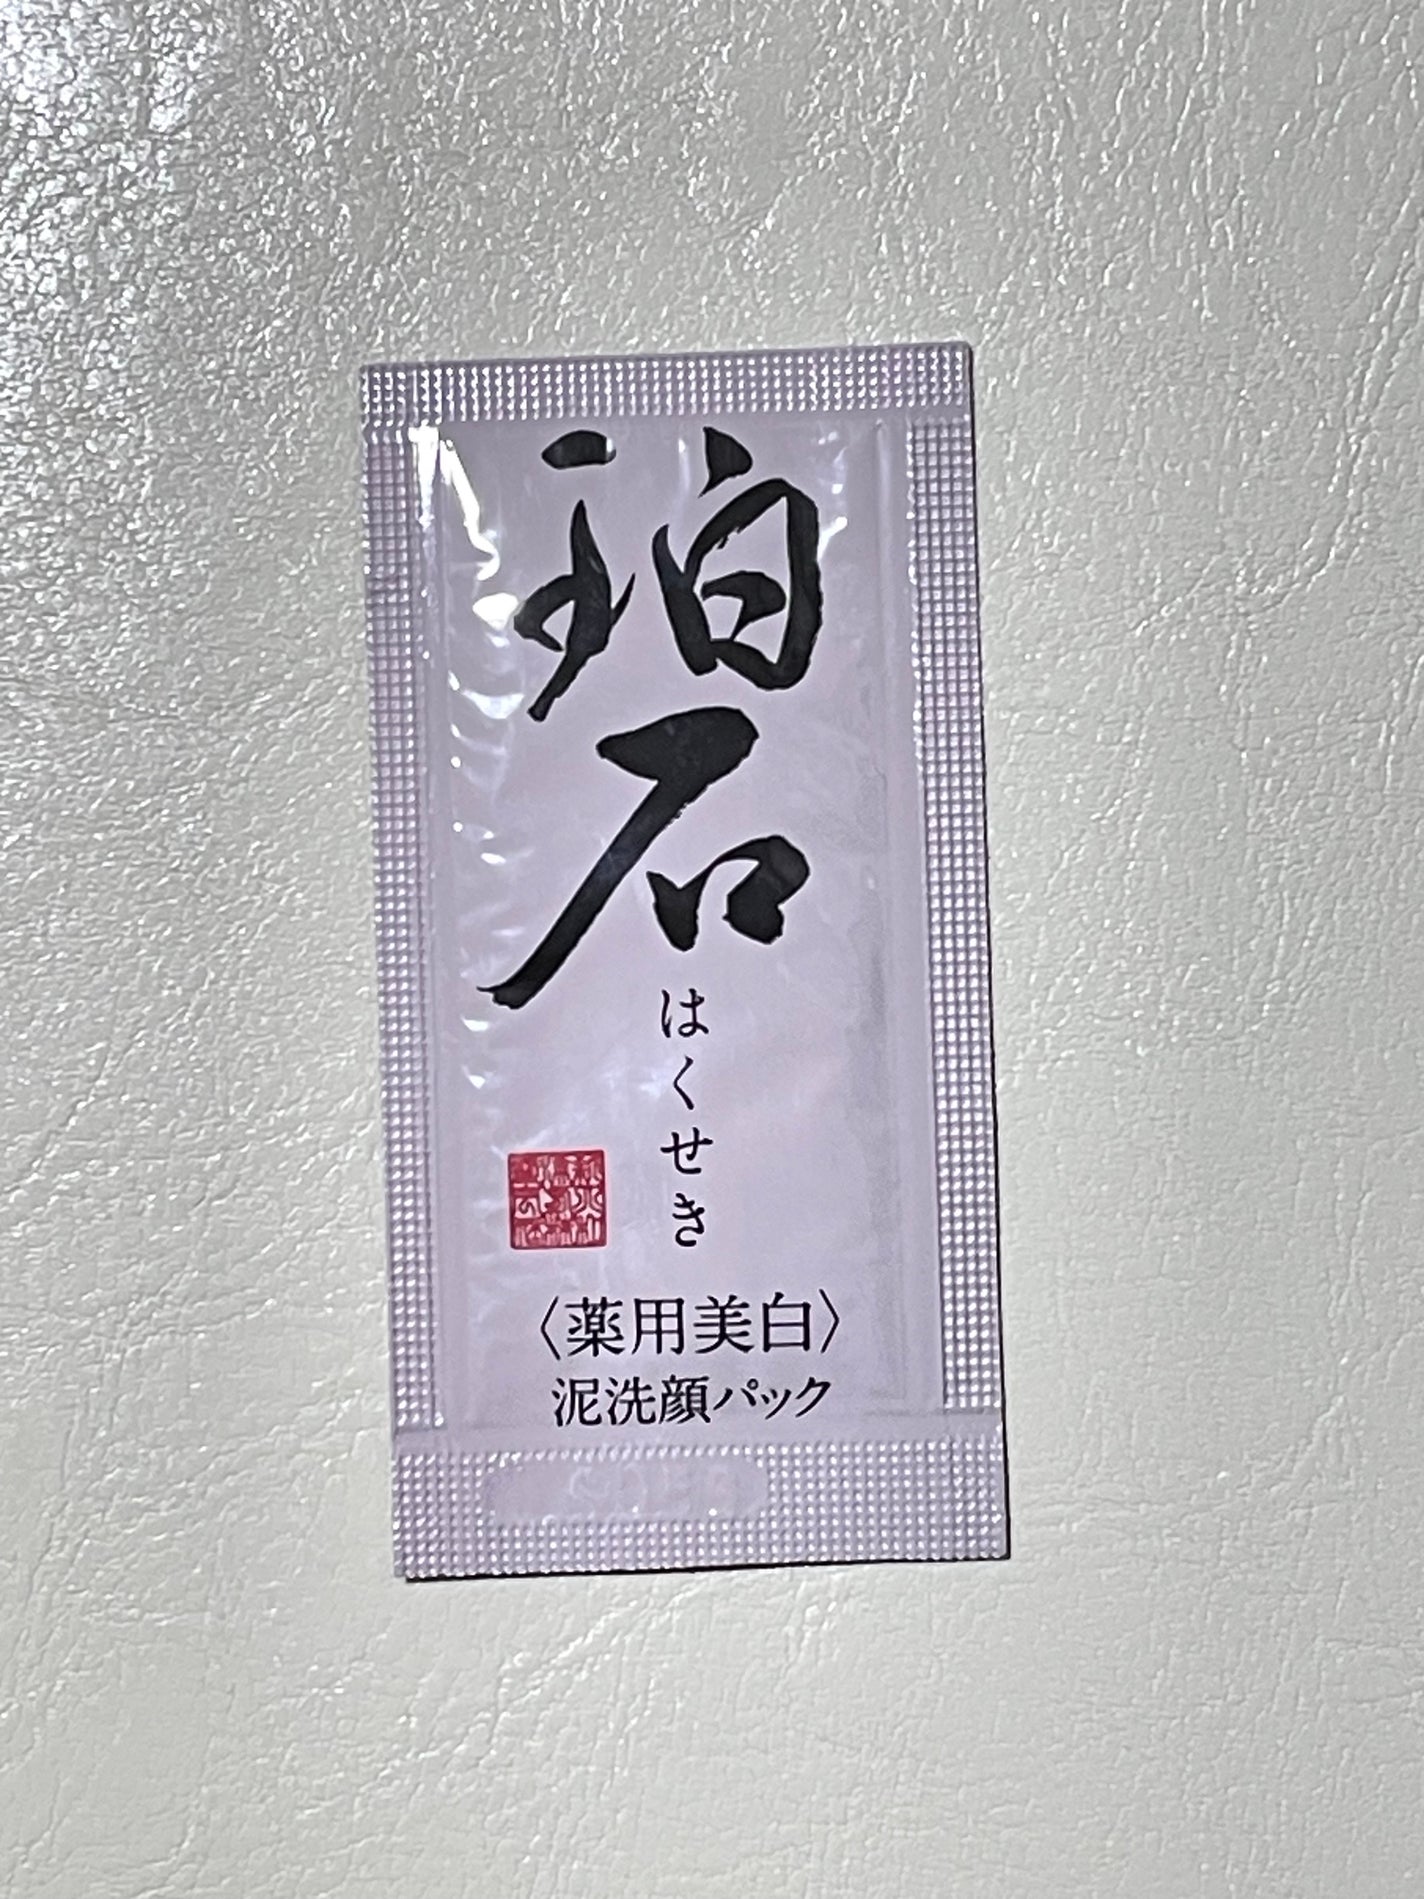 珀石
はくせき
〈薬用美白〉
泥洗顔パック